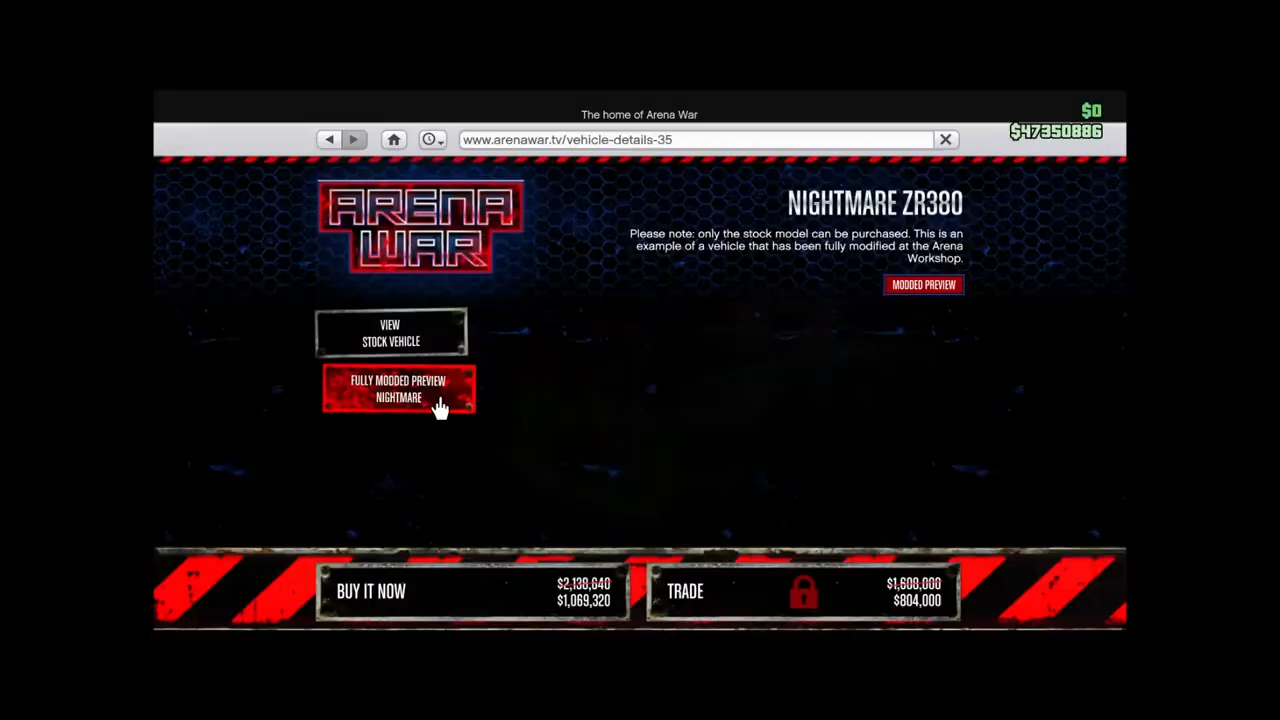 The home of Arena War
$0
$47350886
www.arenawar.tv/vehicle-details-35
ARENA
WAR
NIGHTMARE ZR380
Please note: only the stock model can be purchased. This is an
example of a vehicle that has been fully modified at the Arena
Workshop.
MODDED PREVIEW
VIEW
STOCK VEHICLE
FULLY MODDED PREVIEW
NIGHTMARE
BUY IT NOW
$2,138,640
$1,069,320
TRADE
$1,608,000
$804,000